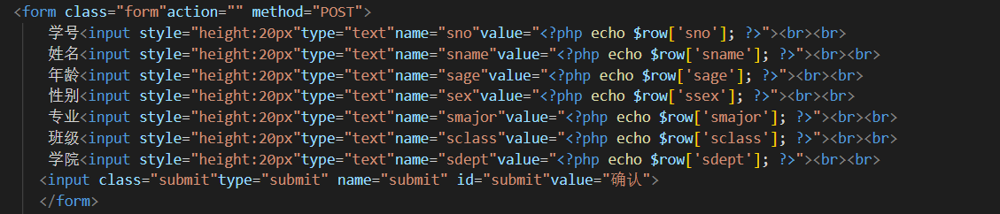 <form class="form"action="" method="POST">
学号<input style="height:20px"type="text"name="sno"value="<?php echo $row['sno']; ?>"><br><br>
姓名<input style="height:20px"type="text"name="sname"value="<?php echo $row['sname']; ?>"><br><br>
年龄<input style="height:20px"type="text"name="sage"value="<?php echo $row['sage']; ?>"><br><br>
性别<input style="height:20px"type="text"name="sex"value="<?php echo $row['ssex']; ?>"><br><br>
专业<input style="height:20px"type="text"name="smajor"value="<?php echo $row['smajor']; ?>"><br><br>
班级<input style="height:20px"type="text"name="sclass"value="<?php echo $row['sclass']; ?>"><br><br>
学院<input style="height:20px"type="text"name="sdept"value="<?php echo $row['sdept']; ?>"><br><br>
<input class="submit"type="submit" name="submit" id="submit"value="确认">
</form>